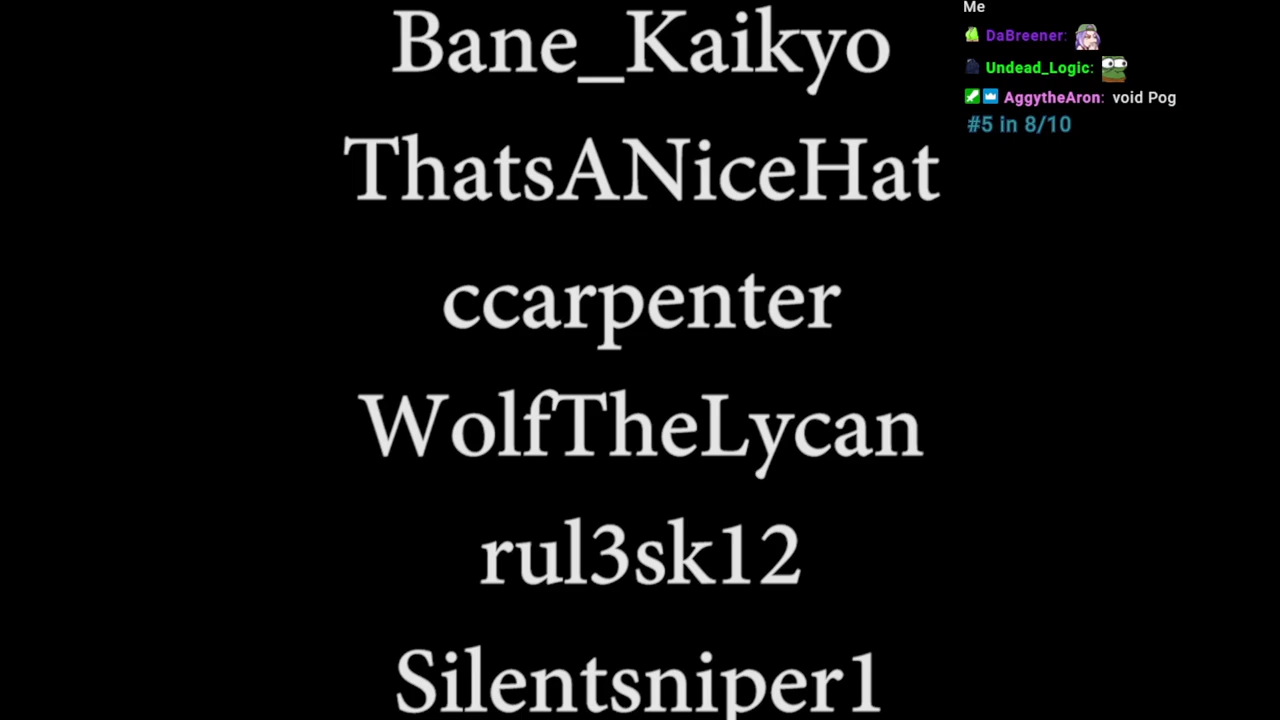 Bane_Kaikyo
ThatsANiceHat
ccarpenter
WolfTheLycan
rul3sk12
Silentsniper1
Me
DaBreener:
Undead_Logic:
AggytheAron: void Pog
#5 in 8/10